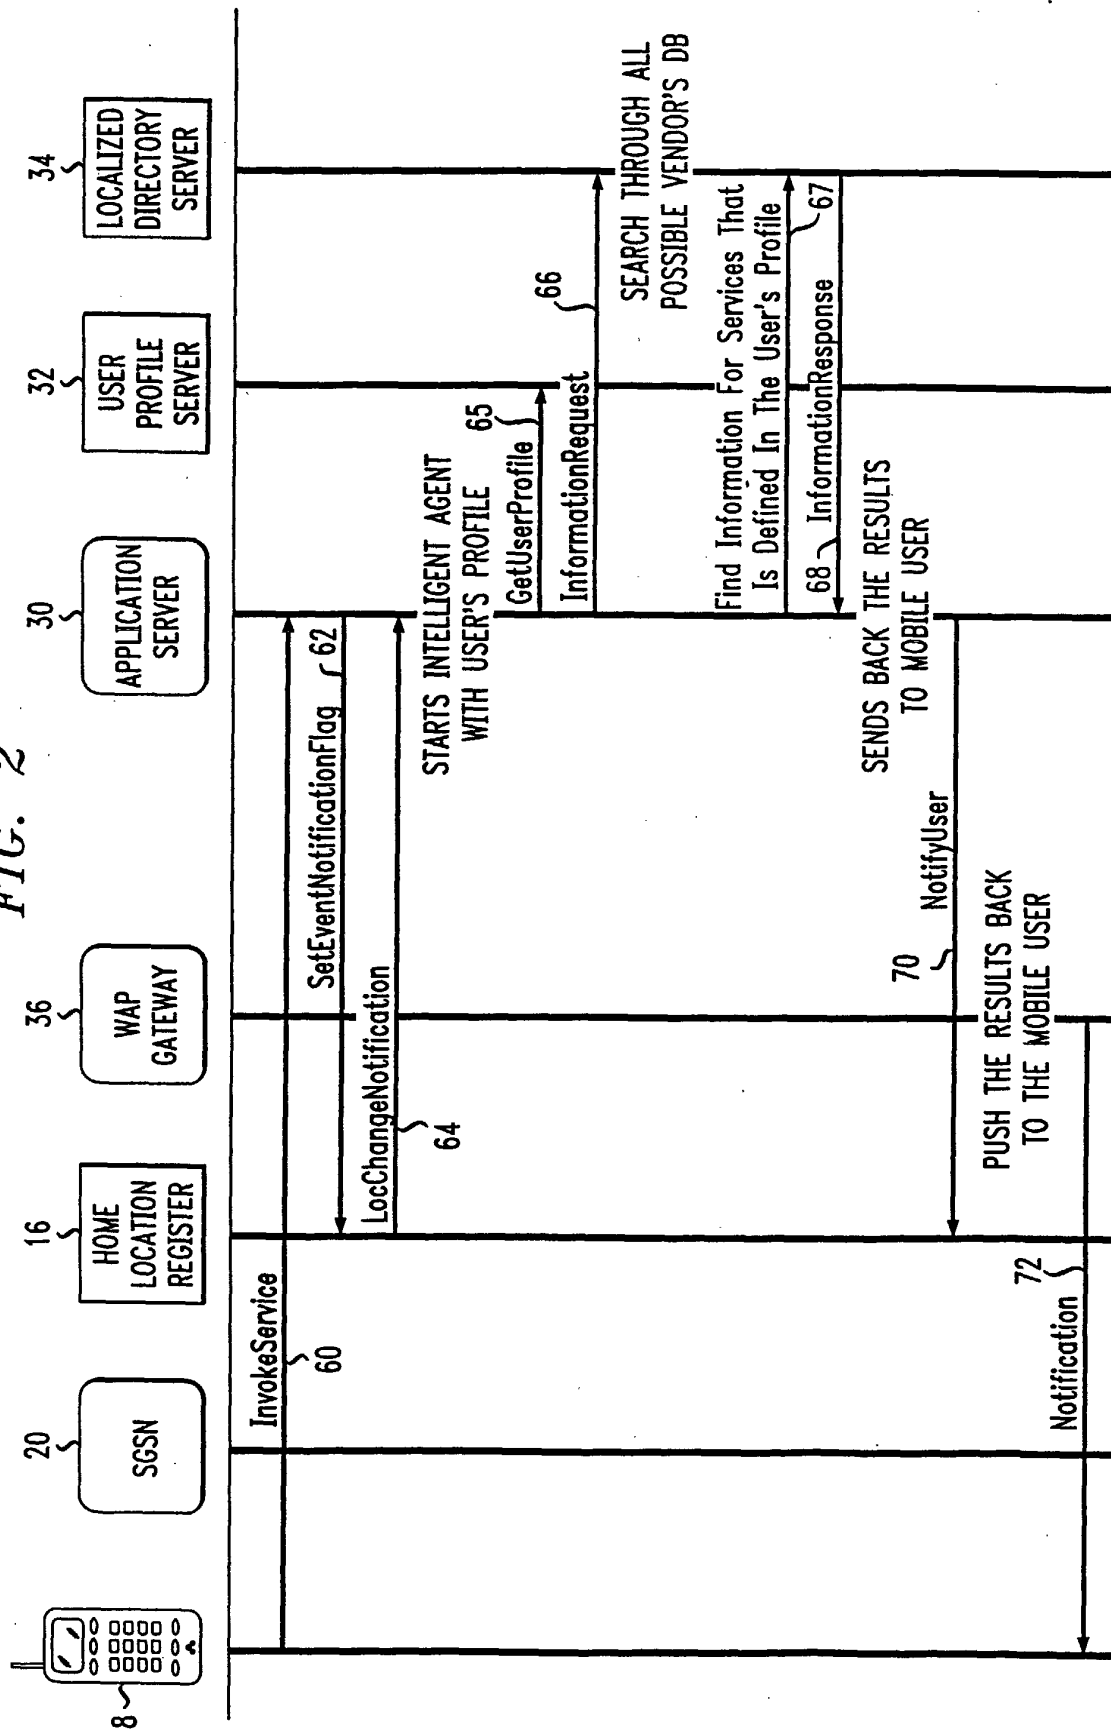 FIG. 2
8
20
SGSN
16
HOME
LOCATION
REGISTER
36
WAP
GATEWAY
30
APPLICATION
SERVER
32
USER
PROFILE
SERVER
34
LOCALIZED
DIRECTORY
SERVER
InvokeService
60
SetEventNotificationFlag
62
LocChangeNotification
64
STARTS INTELLIGENT AGENT
WITH USER'S PROFILE
GetUserProfile
65
InformationRequest
66
SEARCH THROUGH ALL
POSSIBLE VENDOR'S DB
Find Information For Services That
Is Defined In The User's Profile
67
68
InformationResponse
SENDS BACK THE RESULTS
TO MOBILE USER
70
NotifyUser
PUSH THE RESULTS BACK
TO THE MOBILE USER
Notification
72